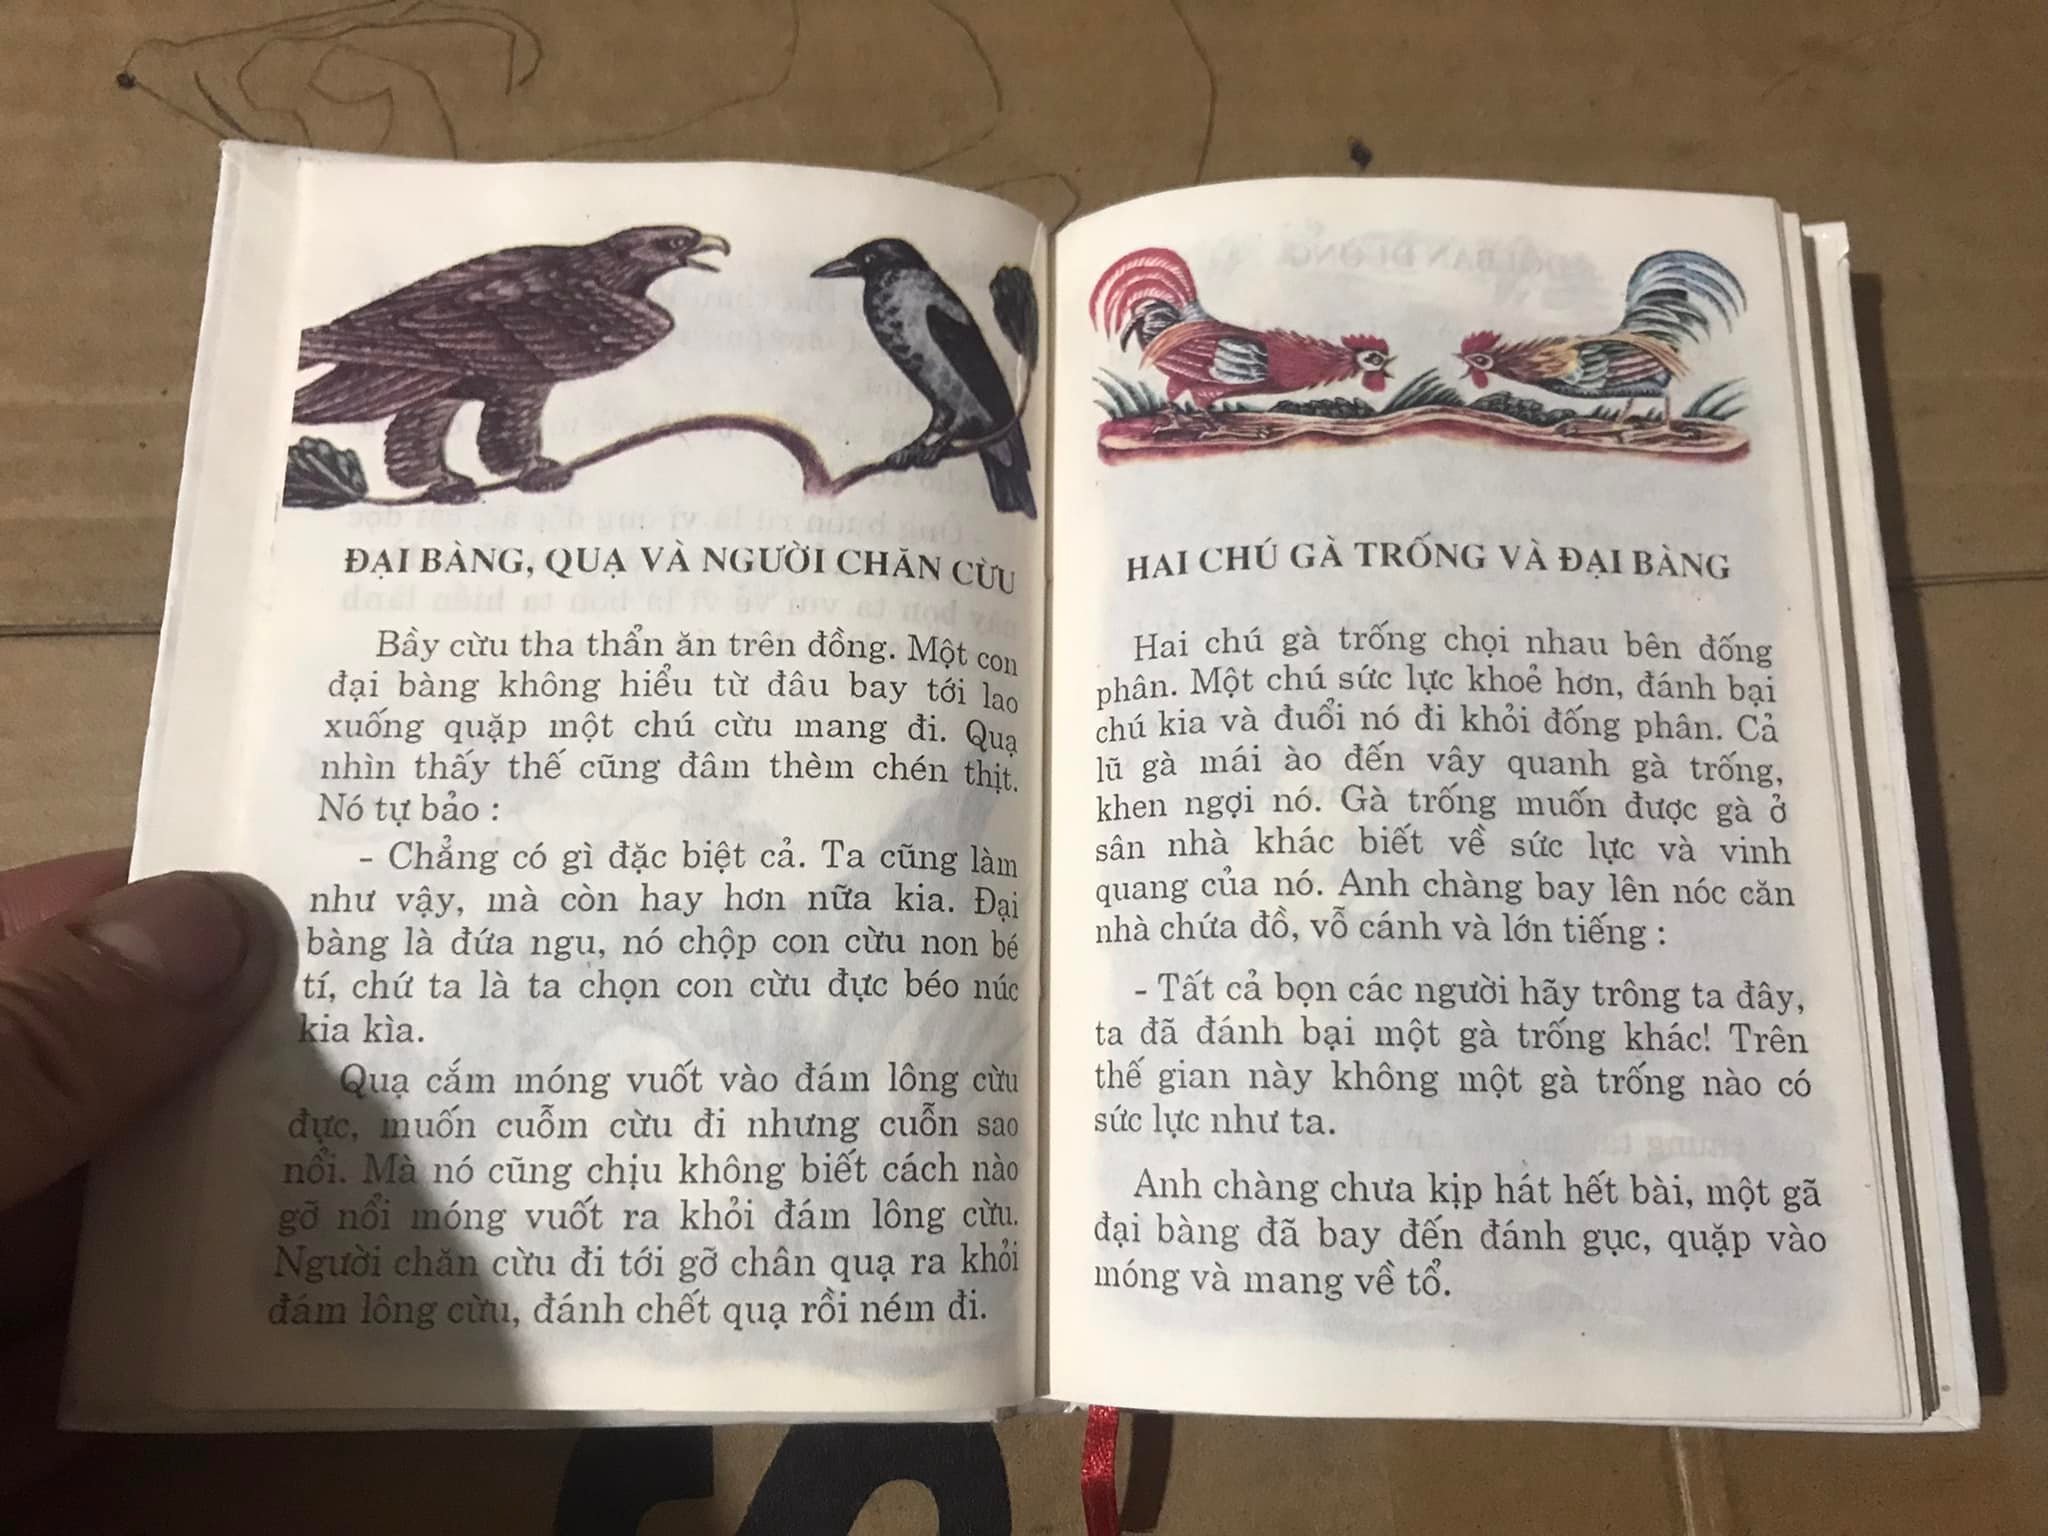 ĐẠI BÀNG, QUẠ VÀ NGƯỜI CHĂN CỪU
Bầy cừu tha thẩn ăn trên đồng. Một con
đại bàng không hiểu từ đâu bay tới lao
xuống quặp một chú cừu mang đi. Quạ
nhìn thấy thế cũng đâm thèm chén thịt.
Nó tự bảo :
- Chẳng có gì đặc biệt cả. Ta cũng làm
như vậy, mà còn hay hơn nữa kia. Đại
bàng là đứa ngu, nó chộp con cừu non bé
tí, chứ ta là ta chọn con cừu đực béo núc
kia kìa.
Quạ cắm móng vuốt vào đám lông cừu
đực, muốn cuỗm cừu đi nhưng cuỗn sao
nổi. Mà nó cũng chịu không biết cách nào
gỡ nổi móng vuốt ra khỏi đám lông cừu.
Người chăn cừu đi tới gỡ chân quạ ra khỏi
đám lông cừu, đánh chết quạ rồi ném đi.
HAI CHÚ GÀ TRỐNG VÀ ĐẠI BÀNG
Hai chú gà trống chọi nhau bên đống
phân. Một chú sức lực khoẻ hơn, đánh bại
chú kia và đuổi nó đi khỏi đống phân. Cả
lũ gà mái ào đến vây quanh gà trống,
khen ngợi nó. Gà trống muốn được gà ở
sân nhà khác biết về sức lực và vinh
quang của nó. Anh chàng bay lên nóc căn
nhà chứa đồ, vỗ cánh và lớn tiếng :
- Tất cả bọn các người hãy trông ta đây,
ta đã đánh bại một gà trống khác! Trên
thế gian này không một gà trống nào có
sức lực như ta.
Anh chàng chưa kịp hát hết bài, một gã
đại bàng đã bay đến đánh gục, quặp vào
móng và mang về tổ.